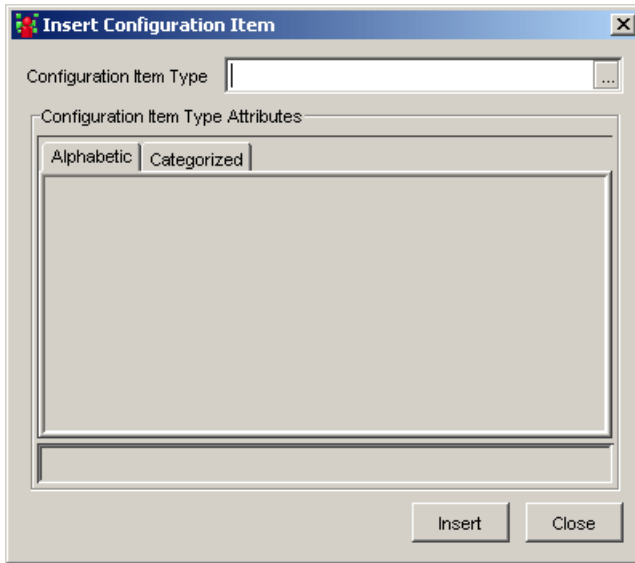 Insert Configuration Item
Configuration Item Type
...
Configuration Item Type Attributes
Alphabetic Categorized
Insert Close